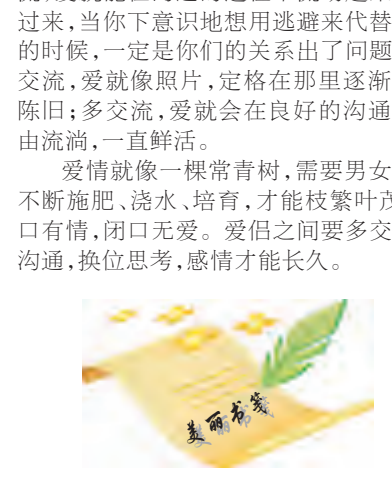 过来,当你下意识地想用逃避来代替
的时候,一定是你们的关系出了问题
交流,爱就像照片,定格在那里逐渐
陈旧;多交流,爱就会在良好的沟通
由流淌,一直鲜活。
爱情就像一棵常青树,需要男女
不断施肥、浇水、培育,才能枝繁叶茂
口有情,闭口无爱。爱侣之间要多交
沟通,换位思考,感情才能长久。
美丽书笺